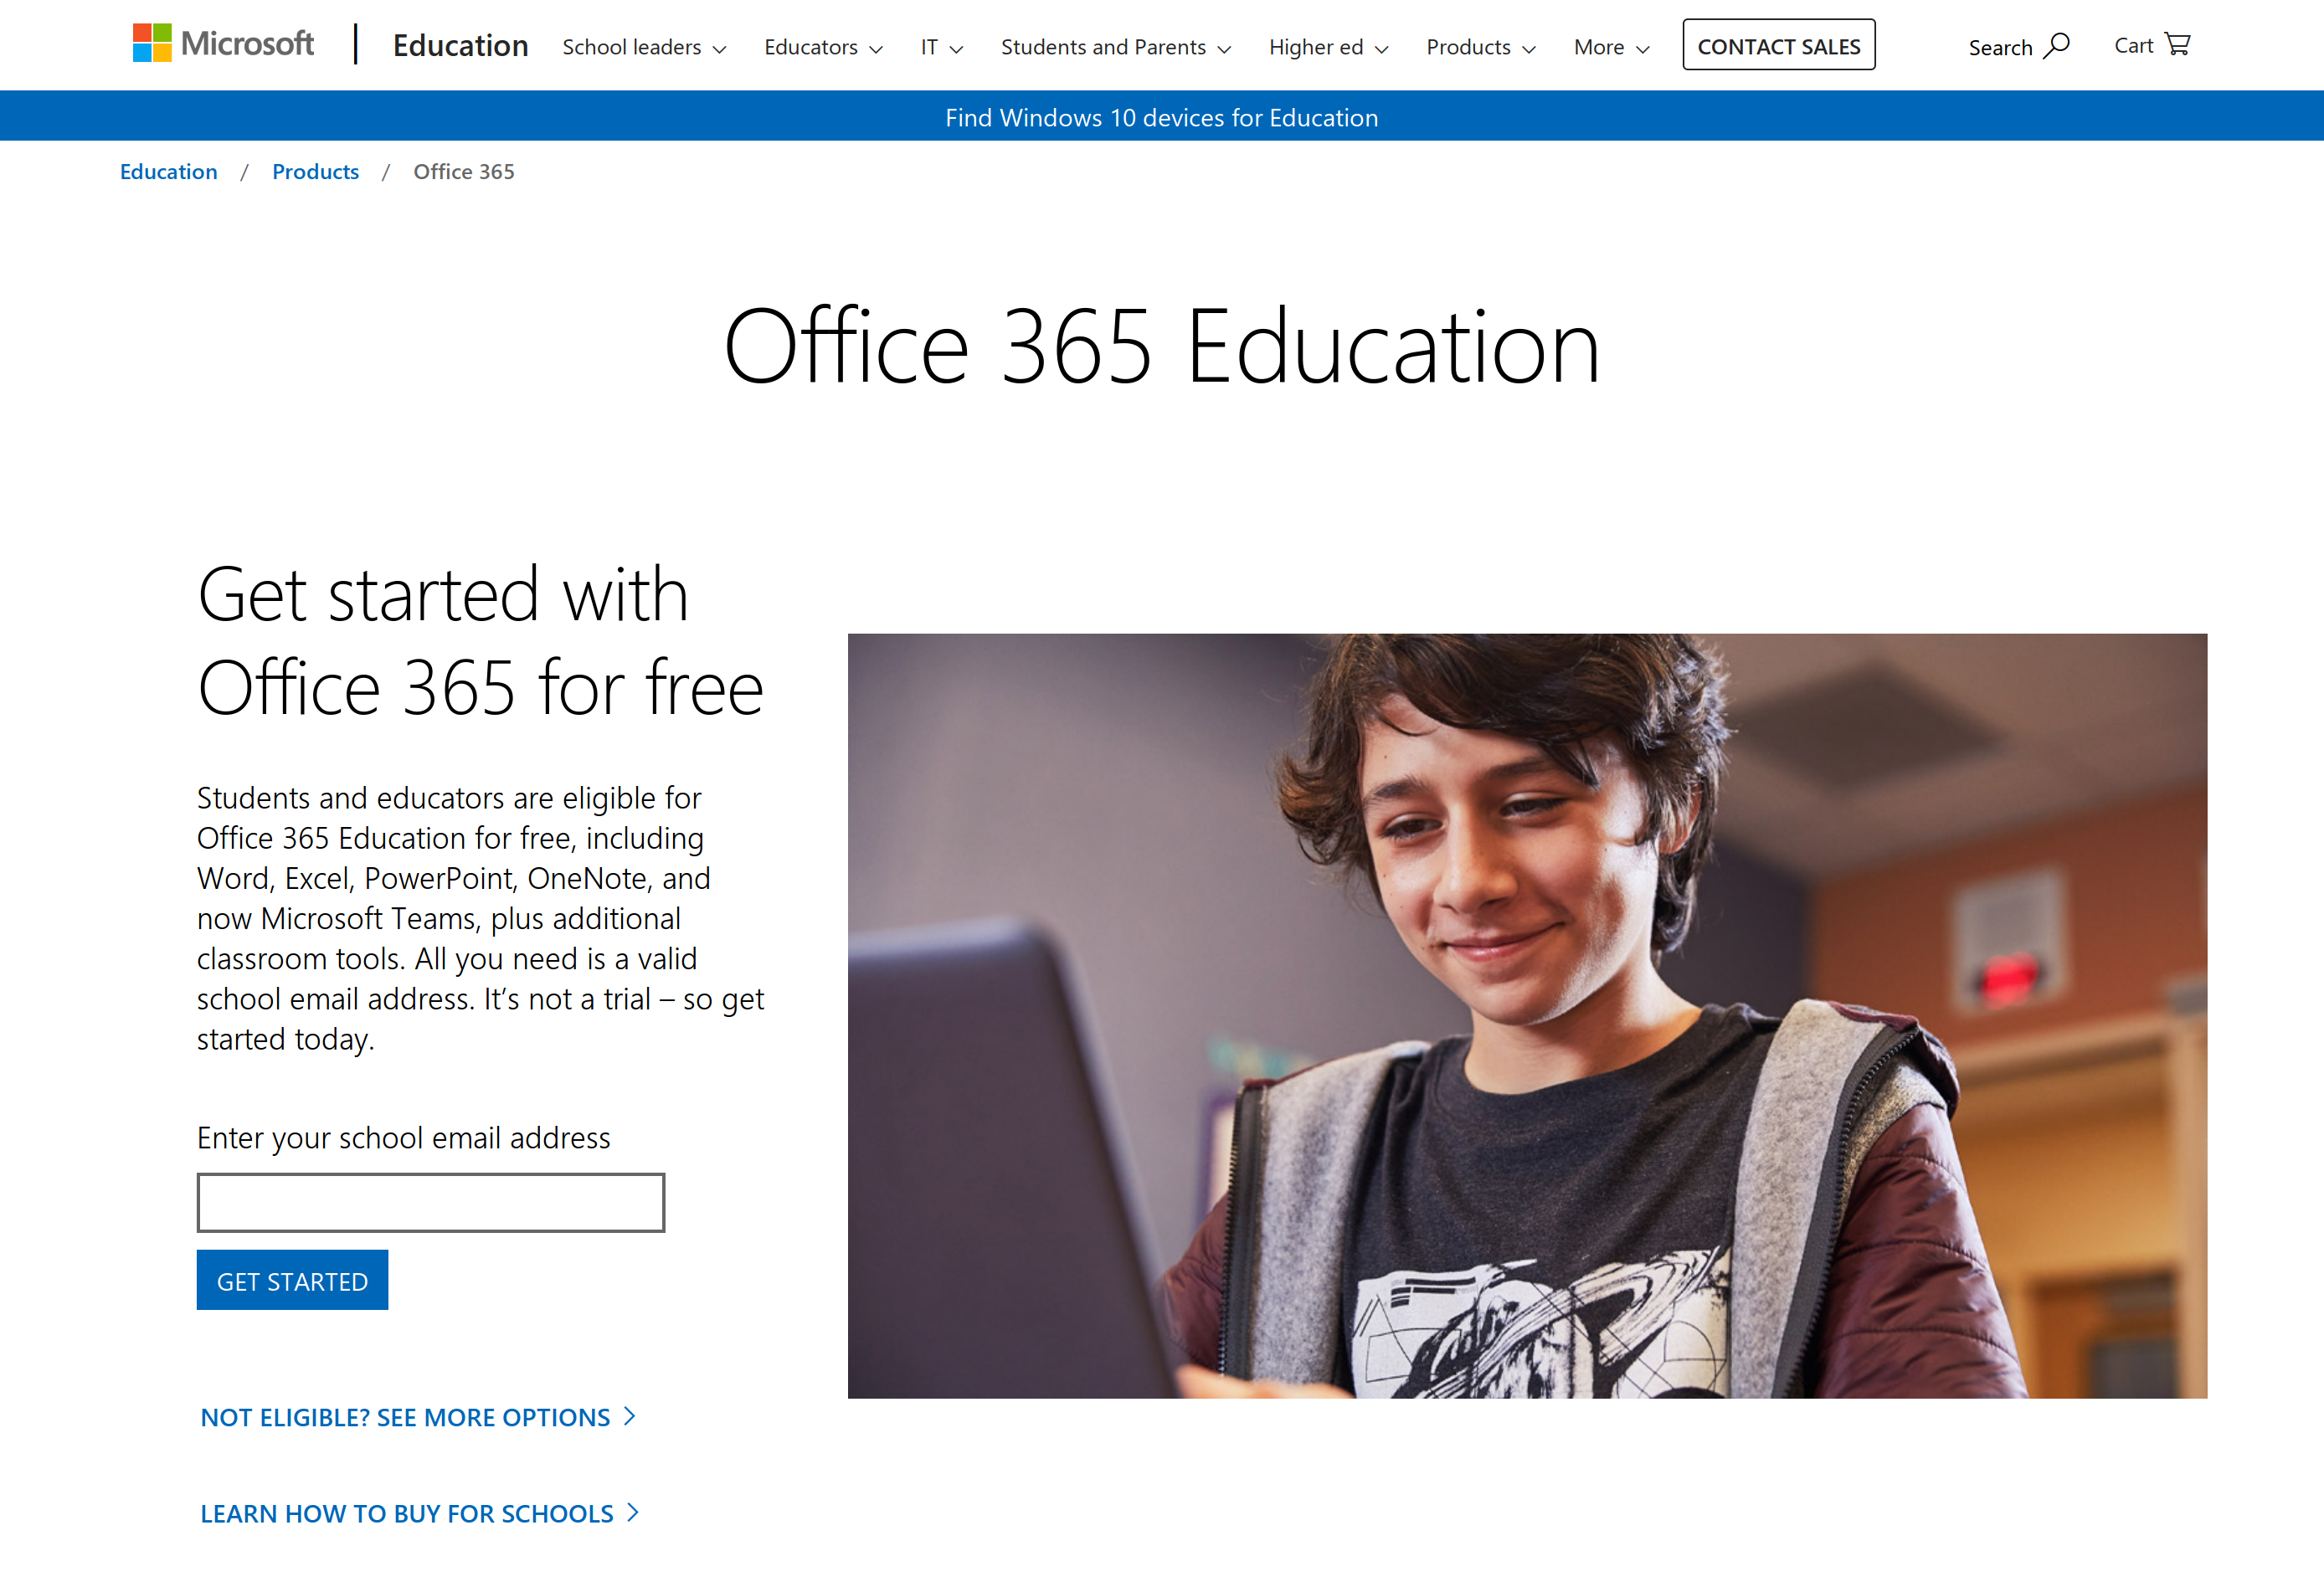 Microsoft
Education
School leaders
Educators
IT
Students and Parents
Higher ed
Products
More
CONTACT SALES
Search
Cart
Find Windows 10 devices for Education
Education / Products / Office 365
Office 365 Education
Get started with
Office 365 for free
Students and educators are eligible for
Office 365 Education for free, including
Word, Excel, PowerPoint, OneNote, and
now Microsoft Teams, plus additional
classroom tools. All you need is a valid
school email address. It’s not a trial – so get
started today.
Enter your school email address
GET STARTED
NOT ELIGIBLE? SEE MORE OPTIONS
LEARN HOW TO BUY FOR SCHOOLS